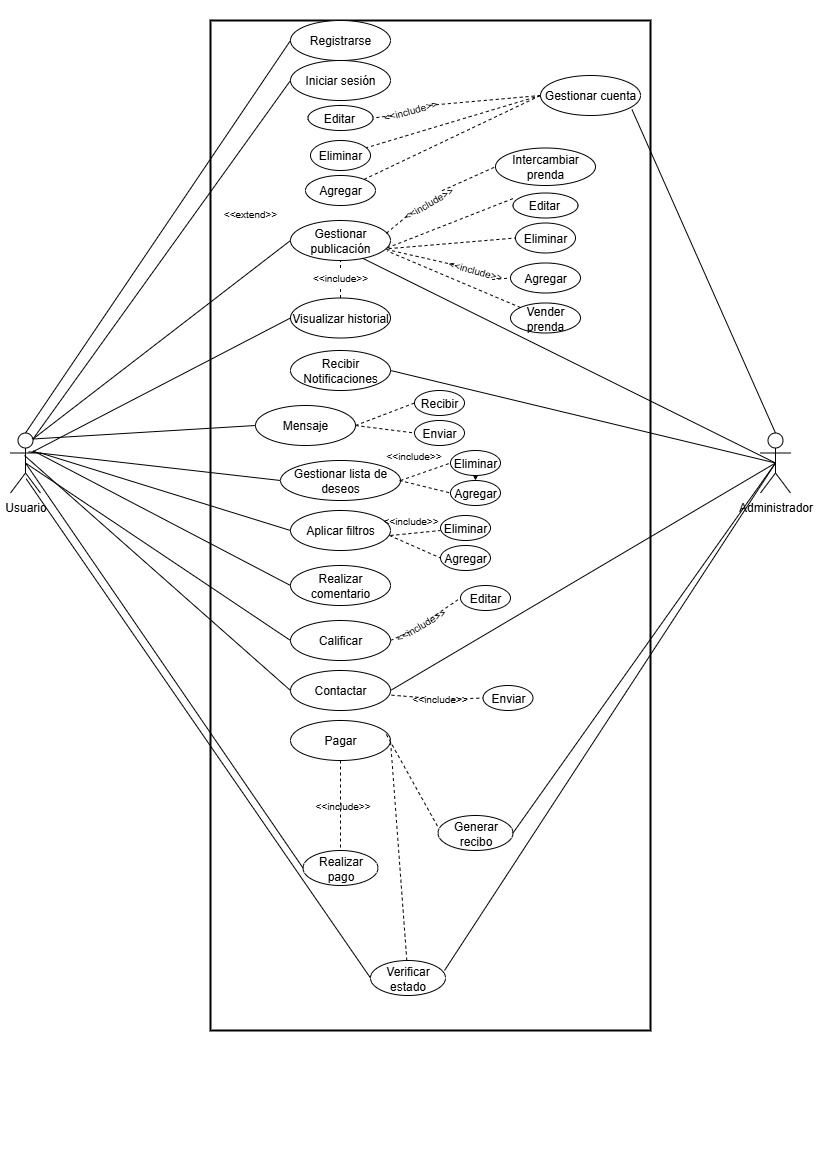 Registrarse
Iniciar sesión
Gestionar cuenta
<<include>>
Editar
Eliminar
Agregar
Intercambiar
prenda
<<include>>
Editar
<<extend>>
Gestionar
publicación
Eliminar
<<include>>
Agregar
<<include>>
Vender
prenda
Visualizar historial
Recibir
Notificaciones
Recibir
Mensaje
Enviar
<<include>>
Eliminar
Gestionar lista de
deseos
Agregar
Usuario
Administrador
<<include>>
Aplicar filtros
Eliminar
Agregar
Realizar
comentario
Editar
<<include>>
Calificar
Contactar
<<include>>
Enviar
Pagar
<<include>>
Generar
recibo
Realizar
pago
Verificar
estado